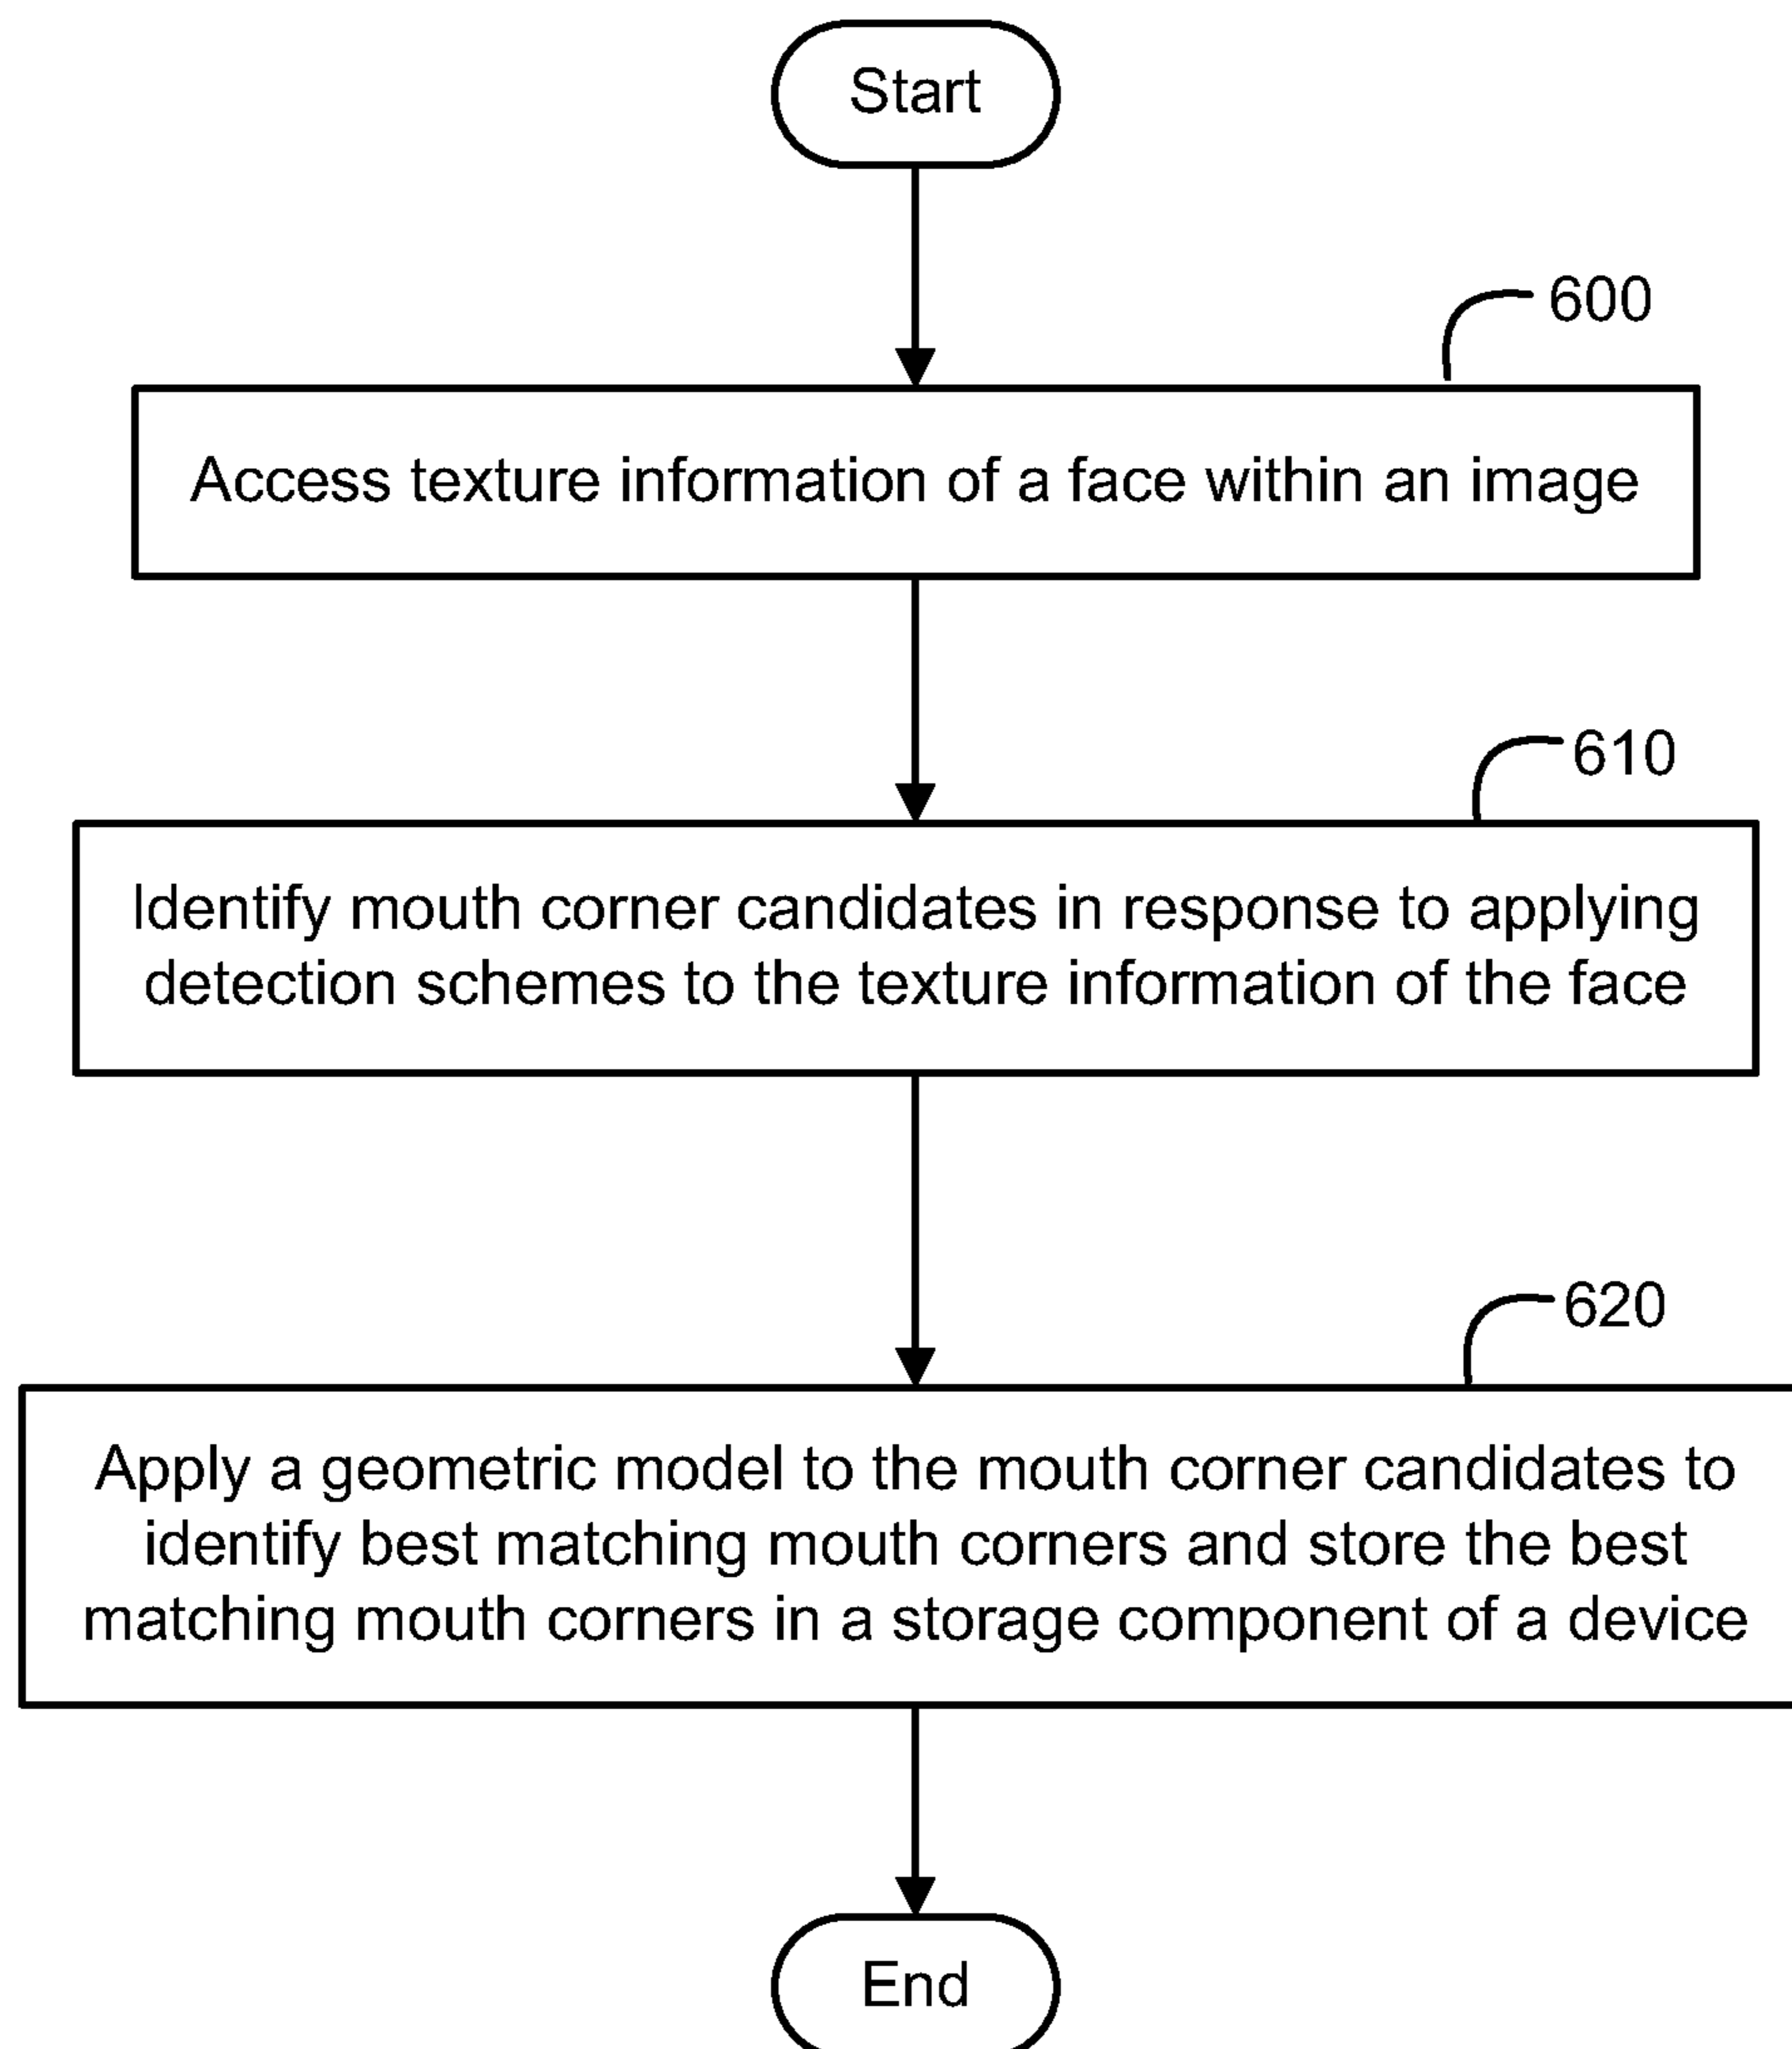 Start
600
Access texture information of a face within an image
610
Identify mouth corner candidates in response to applying
detection schemes to the texture information of the face
620
Apply a geometric model to the mouth corner candidates to
identify best matching mouth corners and store the best
matching mouth corners in a storage component of a device
End